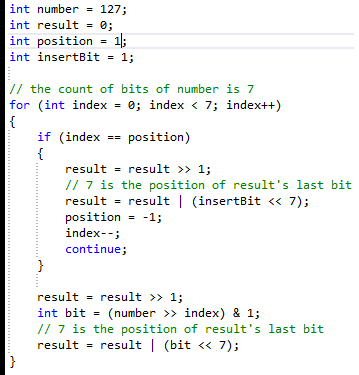 int number = 127;
int result = 0;
int position = 1;
int insertBit = 1;
// the count of bits of number is 7
for (int index = 0; index < 7; index++)
{
if (index == position)
{
result = result >> 1;
// 7 is the position of result's last bit
result = result | (insertBit << 7);
position = -1;
index--;
continue;
}
result = result >> 1;
int bit = (number >> index) & 1;
// 7 is the position of result's last bit
result = result | (bit << 7);
}